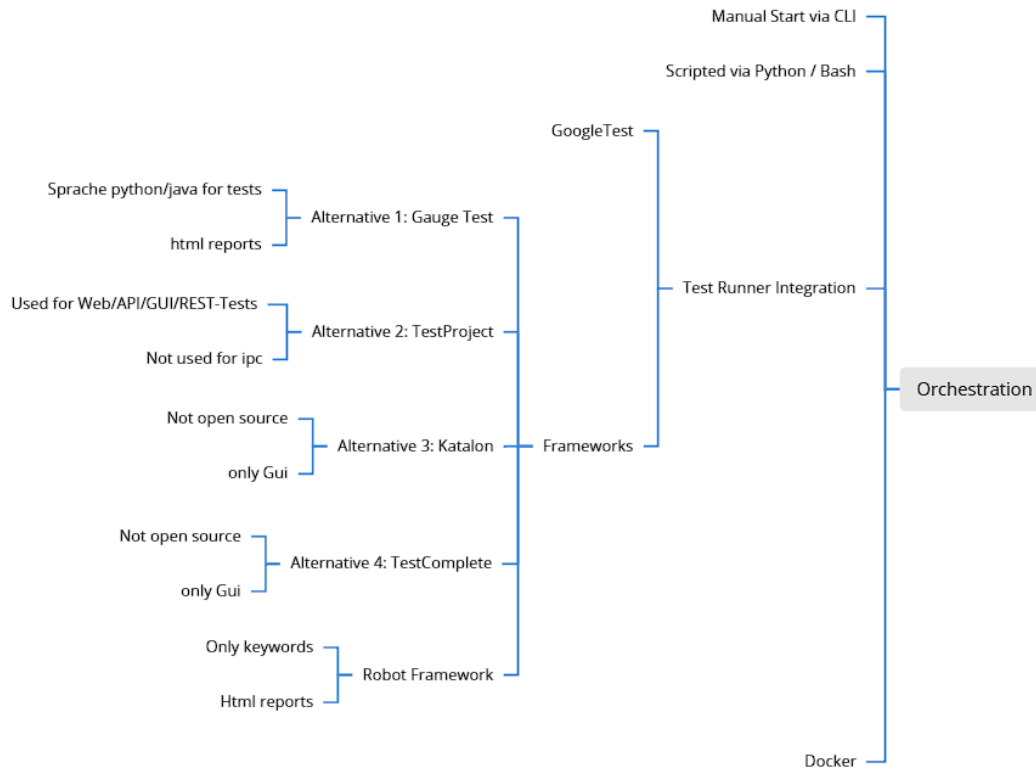 Manual Start via CLI
Scripted via Python / Bash
GoogleTest
Sprache python/java for tests
Alternative 1: Gauge Test
html reports
Test Runner Integration
Used for Web/API/GUI/REST-Tests
Alternative 2: TestProject
Not used for ipc
Orchestration
Not open source
Alternative 3: Katalon
Frameworks
only Gui
Not open source
Alternative 4: TestComplete
only Gui
Only keywords
Robot Framework
Html reports
Docker